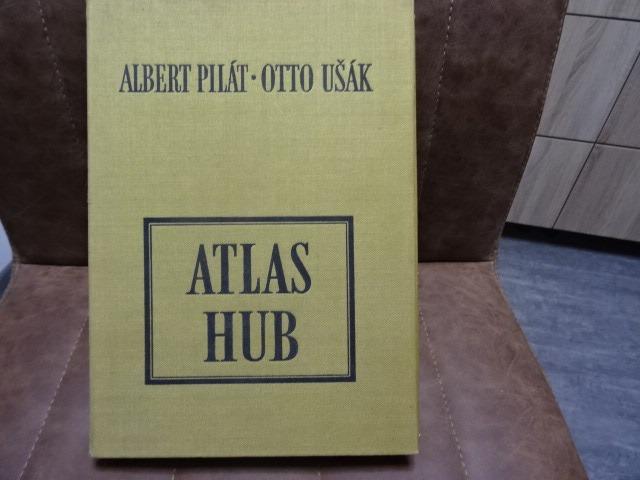 ALBERT PILÁT · OTTO UŠÁK
ATLAS
HUB